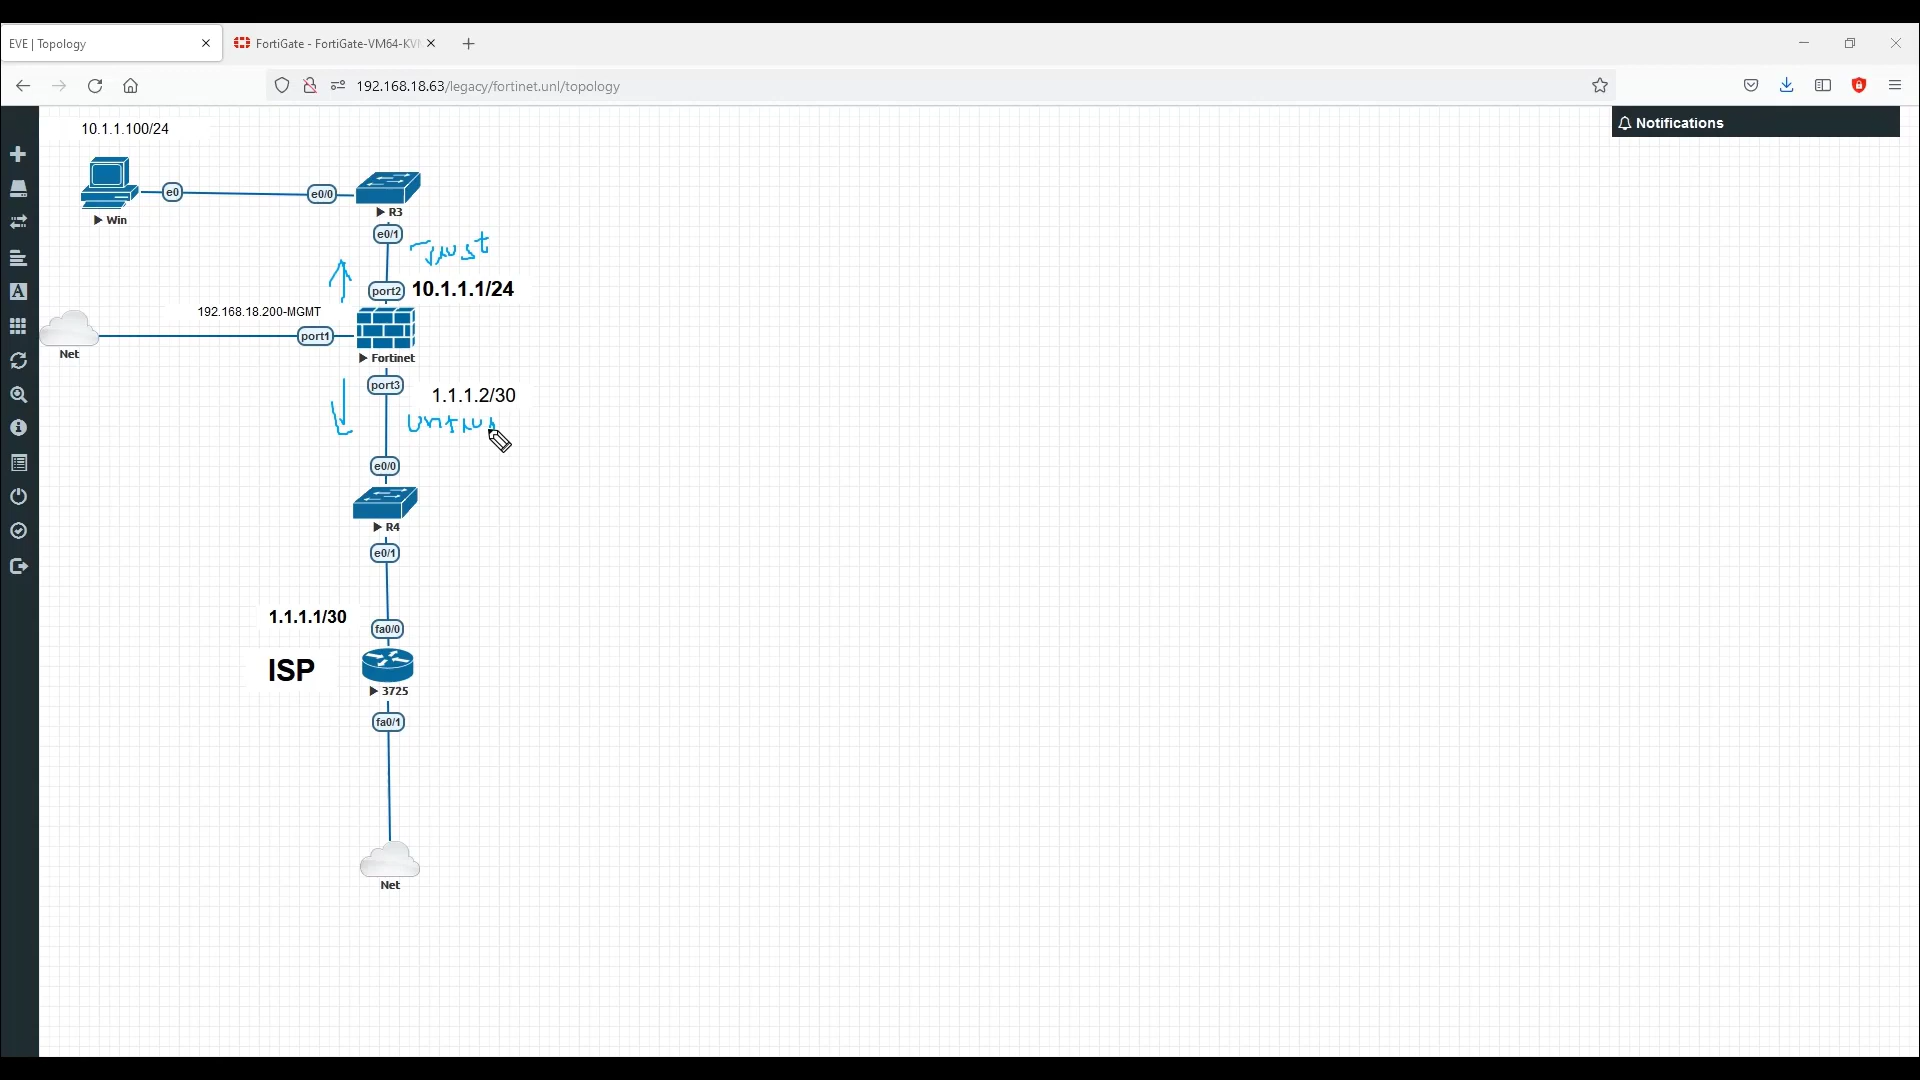 EVE | Topology
FortiGate - FortiGate-VM64-KV
192.168.18.63/legacy/fortinet.unl/topology
Notifications
10.1.1.100/24
e0
e0/0
Win
R3
e0/1
Trust
port2
10.1.1.1/24
192.168.18.200-MGMT
port1
Net
Fortinet
port3
1.1.1.2/30
e0/0
R4
e0/1
1.1.1.1/30
fa0/0
ISP
3725
fa0/1
Net